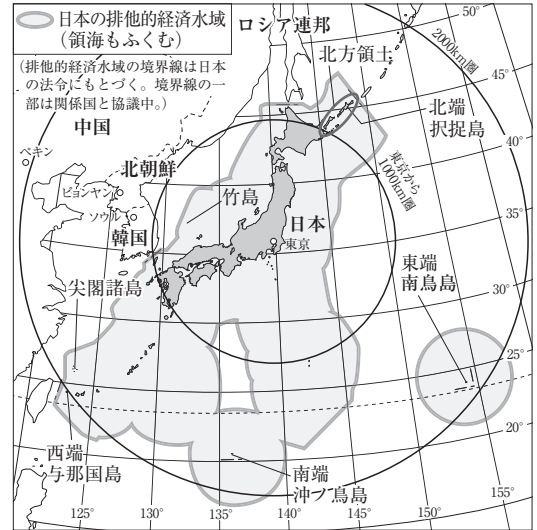 日本の排他的経済水域
(領海もふくむ)
(排他的経済水域の境界線は日本
の法令にもとづく。境界線の一
部は関係国と協議中。)
ロシア連邦
北方領土
2000km圏
50°
45°
北端
択捉島
40°
中国
ペキン
北朝鮮
ピョンヤン
ソウル
韓国
竹島
日本
東京
東京から
1000km圏
35°
東端
南鳥島
30°
尖閣諸島
25°
20°
西端
与那国島
南端
沖ノ鳥島
125°
130°
135°
140°
145°
150°
155°